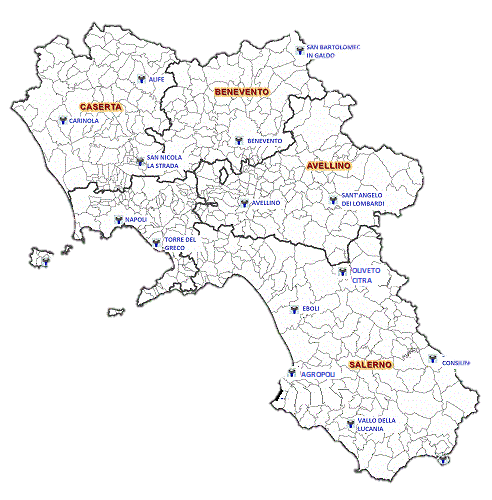 SAN BARTOLOMEO
IN GALDO
ALIFE
BENEVENTO
CASERTA
CARINOLA
BENEVENTO
SAN NICOLA
LA STRADA
AVELLINO
SANT'ANGELO
DEI LOMBARDI
AVELLINO
NAPOLI
TORRE DEL
GRECO
OLIVETO
CITRA
EBOLI
SALERNO
CONSILIN
AGROPOLI
VALLO DELLA
LUCANIA